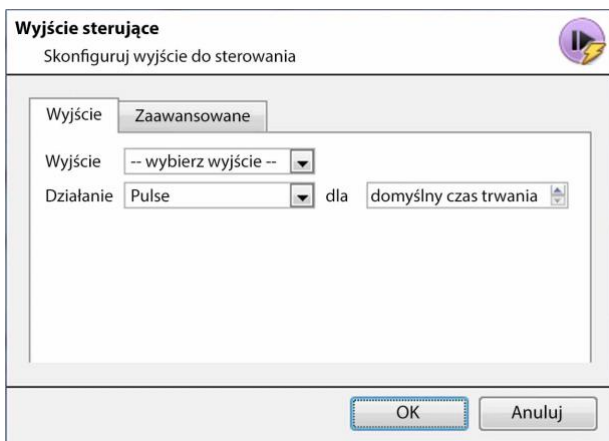 Wyjście sterujące
Skonfiguruj wyjście do sterowania
Wyjście Zaawansowane
Wyjście -- wybierz wyjście --
Działanie Pulse dla domyślny czas trwania
OK Anuluj